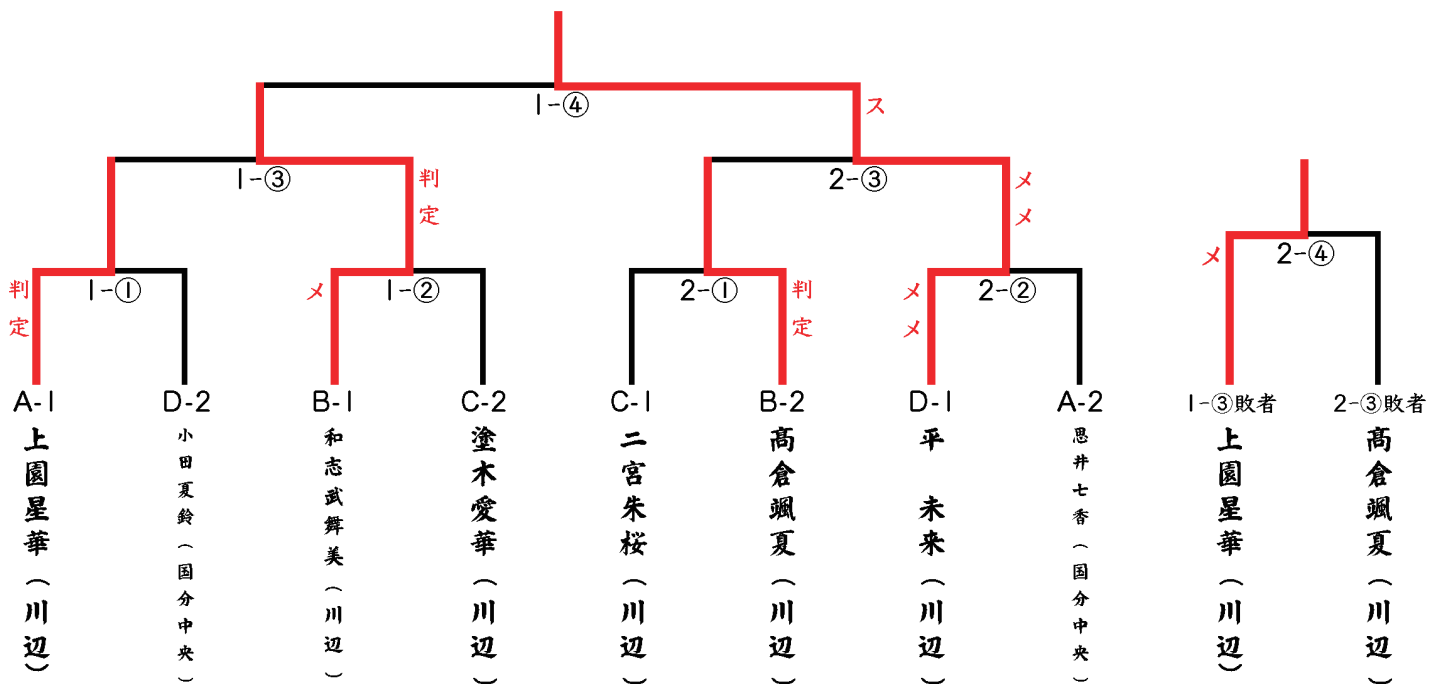 1-④
ス
1-③
判定
2-③
メメ
判定
1-①
メ
1-②
2-①
判定
メメ
2-②
メ
2-④
A-1
D-2
B-1
C-2
C-1
B-2
D-1
A-2
1-③敗者
2-③敗者
上園星華(川辺)
小田夏鈴(国分中央)
和志武舞美(川辺)
塗木愛華(川辺)
二宮朱桜(川辺)
髙倉颯夏(川辺)
平 未来(川辺)
思井七香(国分中央)
上園星華(川辺)
髙倉颯夏(川辺)